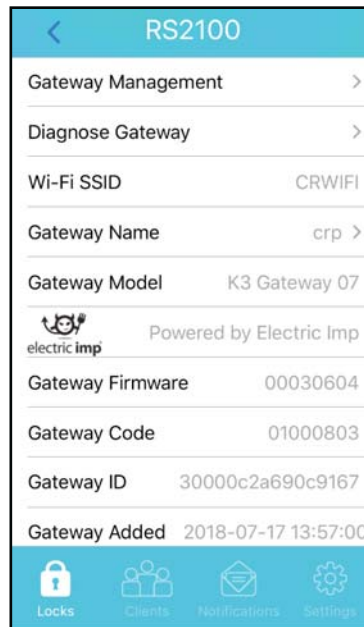 RS2100
Gateway Management
Diagnose Gateway
Wi-Fi SSID CRWIFI
Gateway Name crp
Gateway Model K3 Gateway 07
electric imp Powered by Electric Imp
Gateway Firmware 00030604
Gateway Code 01000803
Gateway ID 30000c2a690c9167
Gateway Added 2018-07-17 13:57:00
Locks Clients Notifications Settings